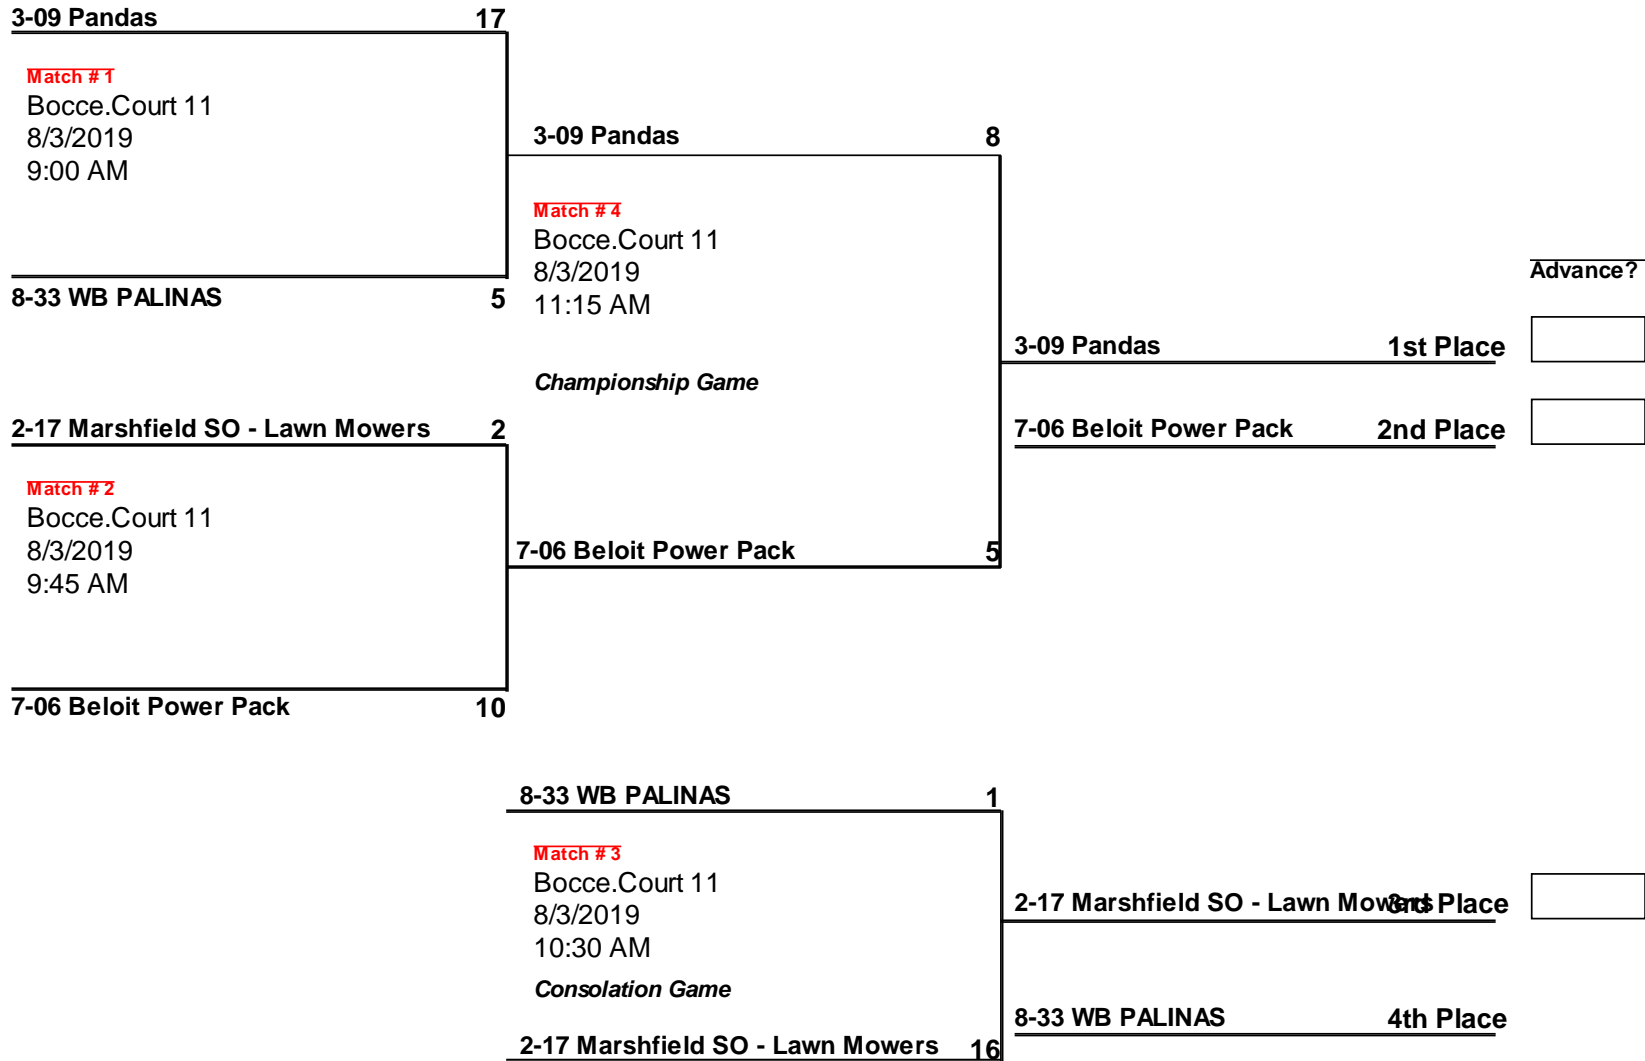 3-09 Pandas 17
Match # 1
Bocce.Court 11
8/3/2019
9:00 AM
8-33 WB PALINAS 5
2-17 Marshfield SO - Lawn Mowers 2
Match # 2
Bocce.Court 11
8/3/2019
9:45 AM
7-06 Beloit Power Pack 10
3-09 Pandas 8
Match # 4
Bocce.Court 11
8/3/2019
11:15 AM
Championship Game
7-06 Beloit Power Pack 5
Advance?
3-09 Pandas 1st Place
7-06 Beloit Power Pack 2nd Place
8-33 WB PALINAS 1
Match # 3
Bocce.Court 11
8/3/2019
10:30 AM
Consolation Game
2-17 Marshfield SO - Lawn Mowers 16
2-17 Marshfield SO - Lawn Mowers 3rd Place
8-33 WB PALINAS 4th Place